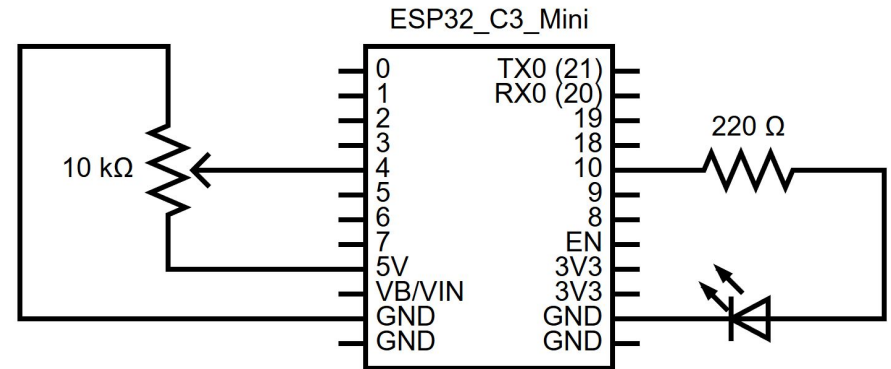 ESP32_C3_Mini
0 TX0 (21)
1 RX0 (20)
2 19
3 18
220 Ω
10 kΩ
4 10
5 9
6 8
7 EN
5V 3V3
VB/VIN 3V3
GND GND
GND GND